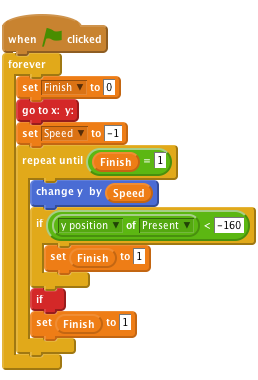 when clicked
forever
set Finish ▼ to 0
go to x: y:
set Speed ▼ to -1
repeat until Finish = 1
change y by Speed
if y position ▼ of Present ▼ < -160
set Finish to 1
if
set Finish to 1